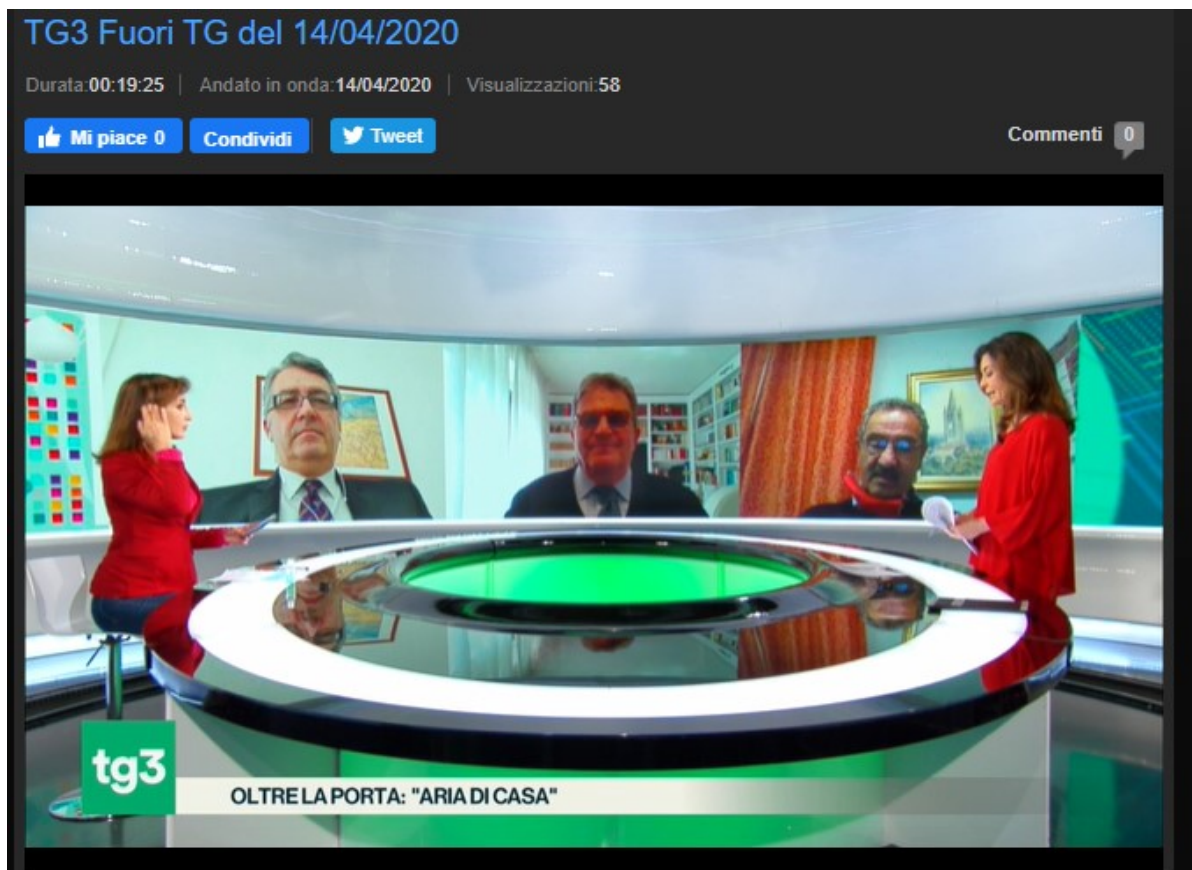 TG3 Fuori TG del 14/04/2020
Durata:00:19:25 | Andato in onda:14/04/2020 | Visualizzazioni:58
Mi piace 0 Condividi Tweet Commenti 0
tg3
OLTRE LA PORTA: "ARIA DI CASA"